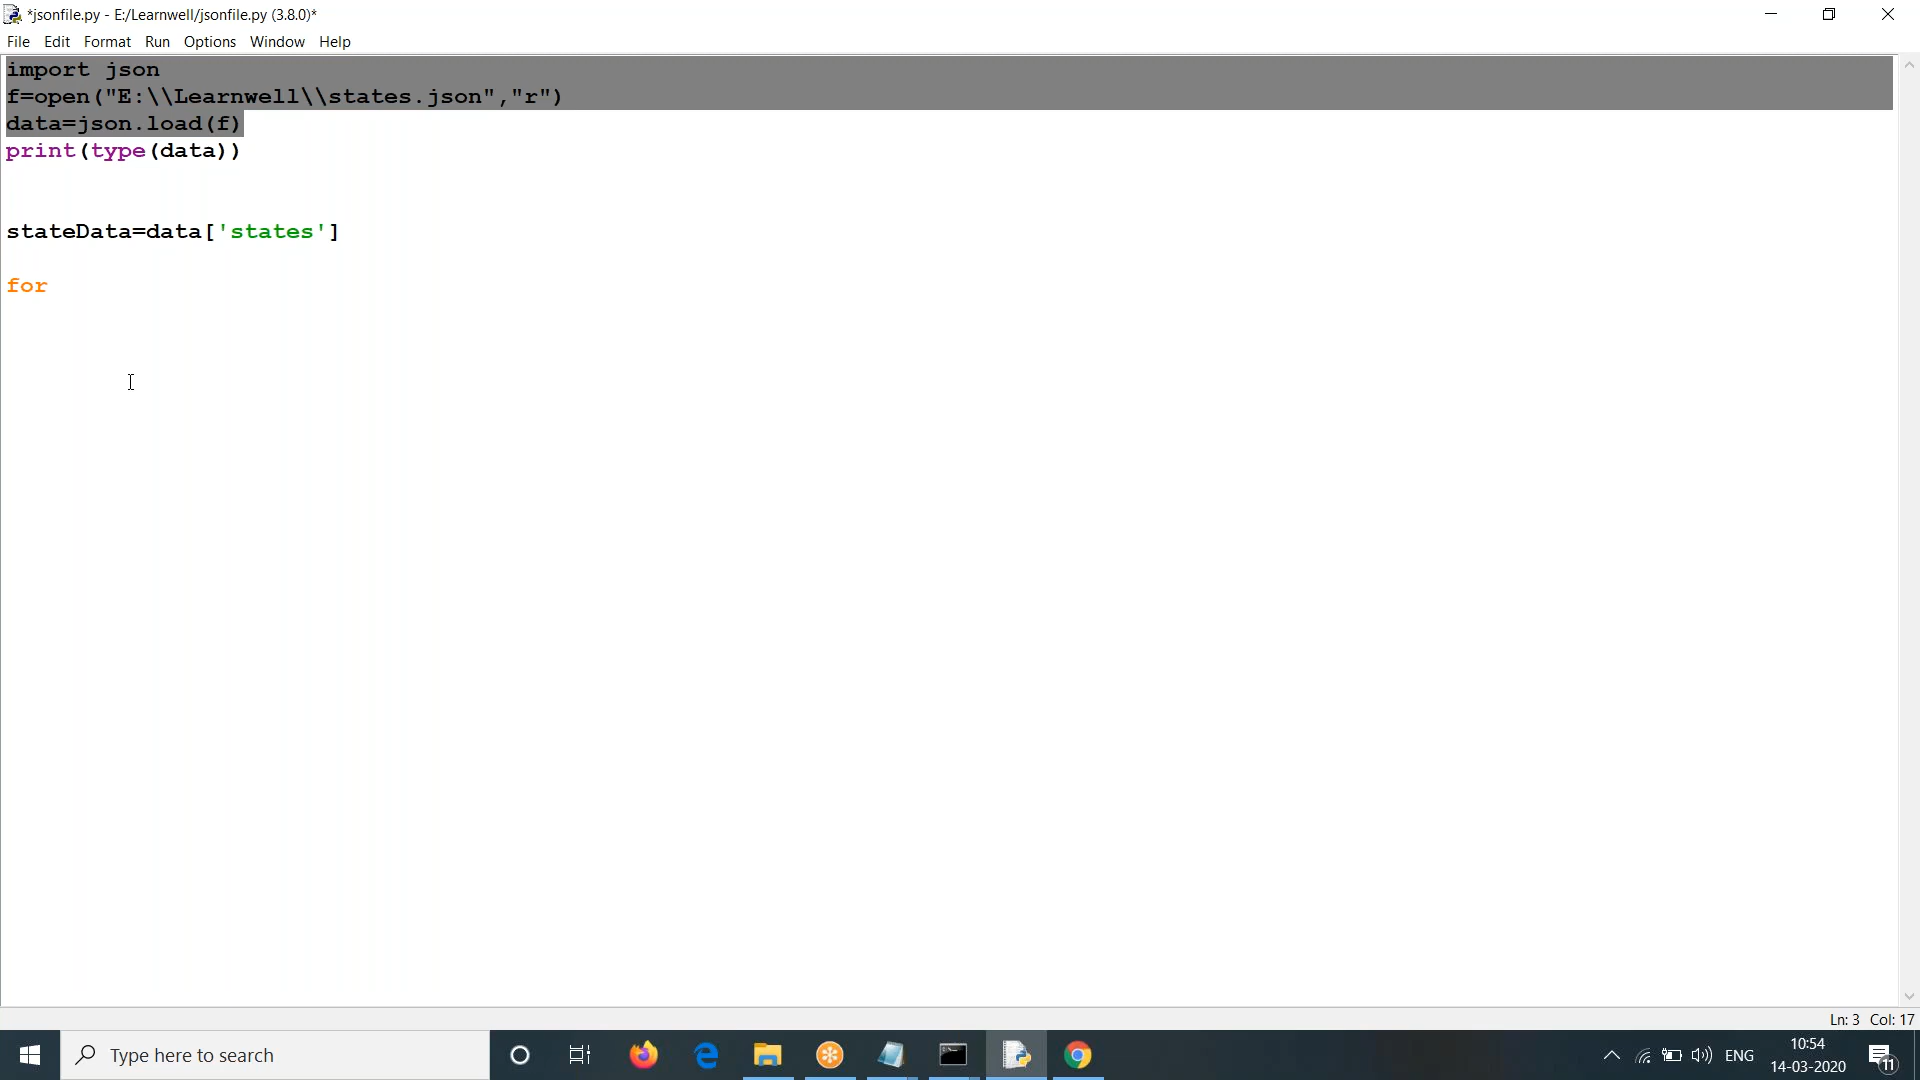 *jsonfile.py - E:/Learnwell/jsonfile.py (3.8.0)*
File Edit Format Run Options Window Help
import json
f=open("E:\\Learnwell\\states.json","r")
data=json.load(f)
print(type(data))
stateData=data['states']
for
Ln: 3 Col: 17
Type here to search
ENG
10:54
14-03-2020
11